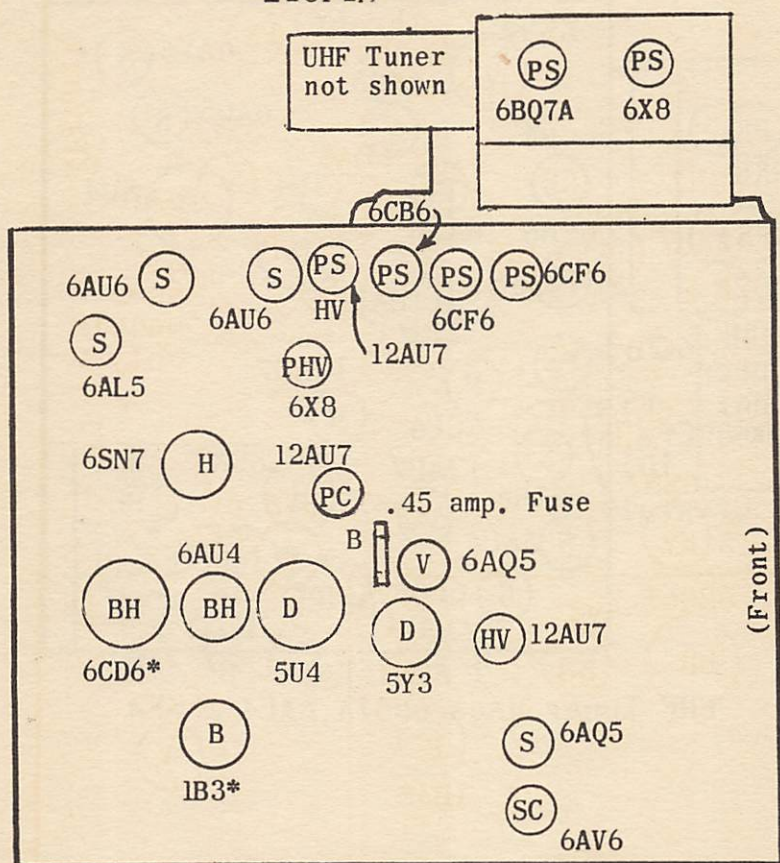 UHF Tuner
not shown
PS
PS
6BQ7A
6X8
6CB6
6AU6
S
S
PS
PS
PS
PS
6CF6
6AU6
HV
6CF6
S
12AU7
6AL5
PHV
6X8
6SN7
H
12AU7
PC
.45 amp. Fuse
B
6AU4
V
6AQ5
(Front)
BH
BH
D
D
HV
12AU7
6CD6*
5U4
5Y3
B
S
6AQ5
1B3*
SC
6AV6